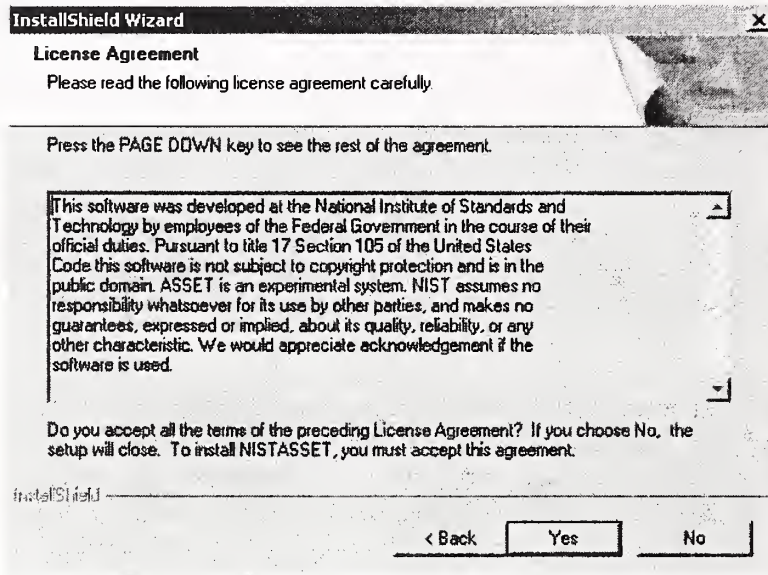 InstallShield Wizard
License Agreement
Please read the following license agreement carefully.
Press the PAGE DOWN key to see the rest of the agreement.
This software was developed at the National Institute of Standards and
Technology by employees of the Federal Government in the course of their
official duties. Pursuant to title 17 Section 105 of the United States
Code this software is not subject to copyright protection and is in the
public domain. ASSET is an experimental system. NIST assumes no
responsibility whatsoever for its use by other parties, and makes no
guarantees, expressed or implied, about its quality, reliability, or any
other characteristic. We would appreciate acknowledgement if the
software is used.
Do you accept all the terms of the preceding License Agreement? If you choose No, the
setup will close. To install NISTASSET, you must accept this agreement.
InstallShield
< Back Yes No